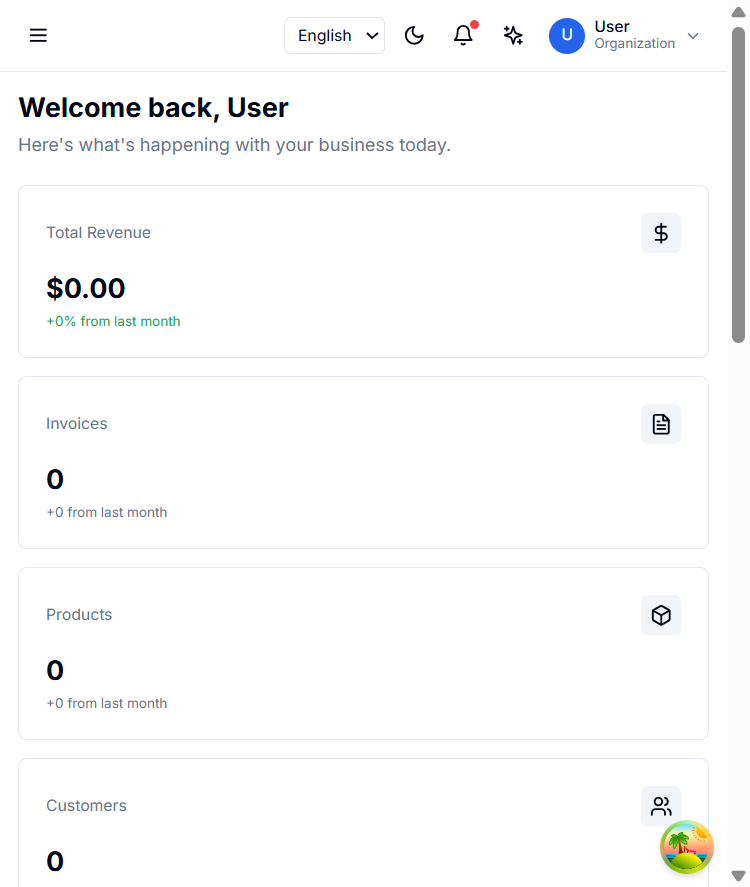 English
U
User
Organization
Welcome back, User
Here's what's happening with your business today.
Total Revenue
$0.00
+0% from last month
Invoices
0
+0 from last month
Products
0
+0 from last month
Customers
0